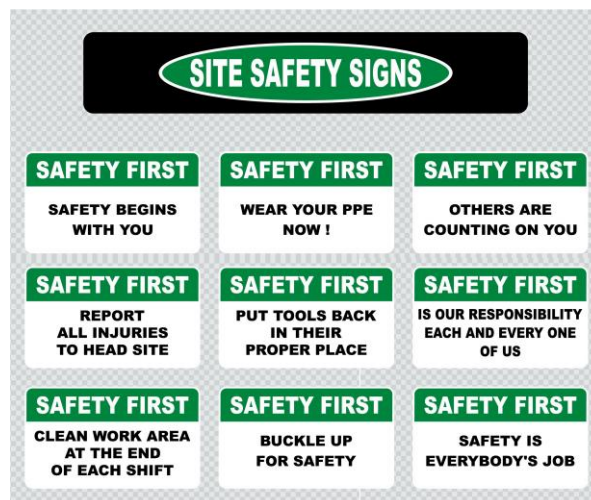 SITE SAFETY SIGNS
SAFETY FIRST
SAFETY BEGINS
WITH YOU
SAFETY FIRST
WEAR YOUR PPE
NOW !
SAFETY FIRST
OTHERS ARE
COUNTING ON YOU
SAFETY FIRST
REPORT
ALL INJURIES
TO HEAD SITE
SAFETY FIRST
PUT TOOLS BACK
IN THEIR
PROPER PLACE
SAFETY FIRST
IS OUR RESPONSIBILITY
EACH AND EVERY ONE
OF US
SAFETY FIRST
CLEAN WORK AREA
AT THE END
OF EACH SHIFT
SAFETY FIRST
BUCKLE UP
FOR SAFETY
SAFETY FIRST
SAFETY IS
EVERYBODY'S JOB